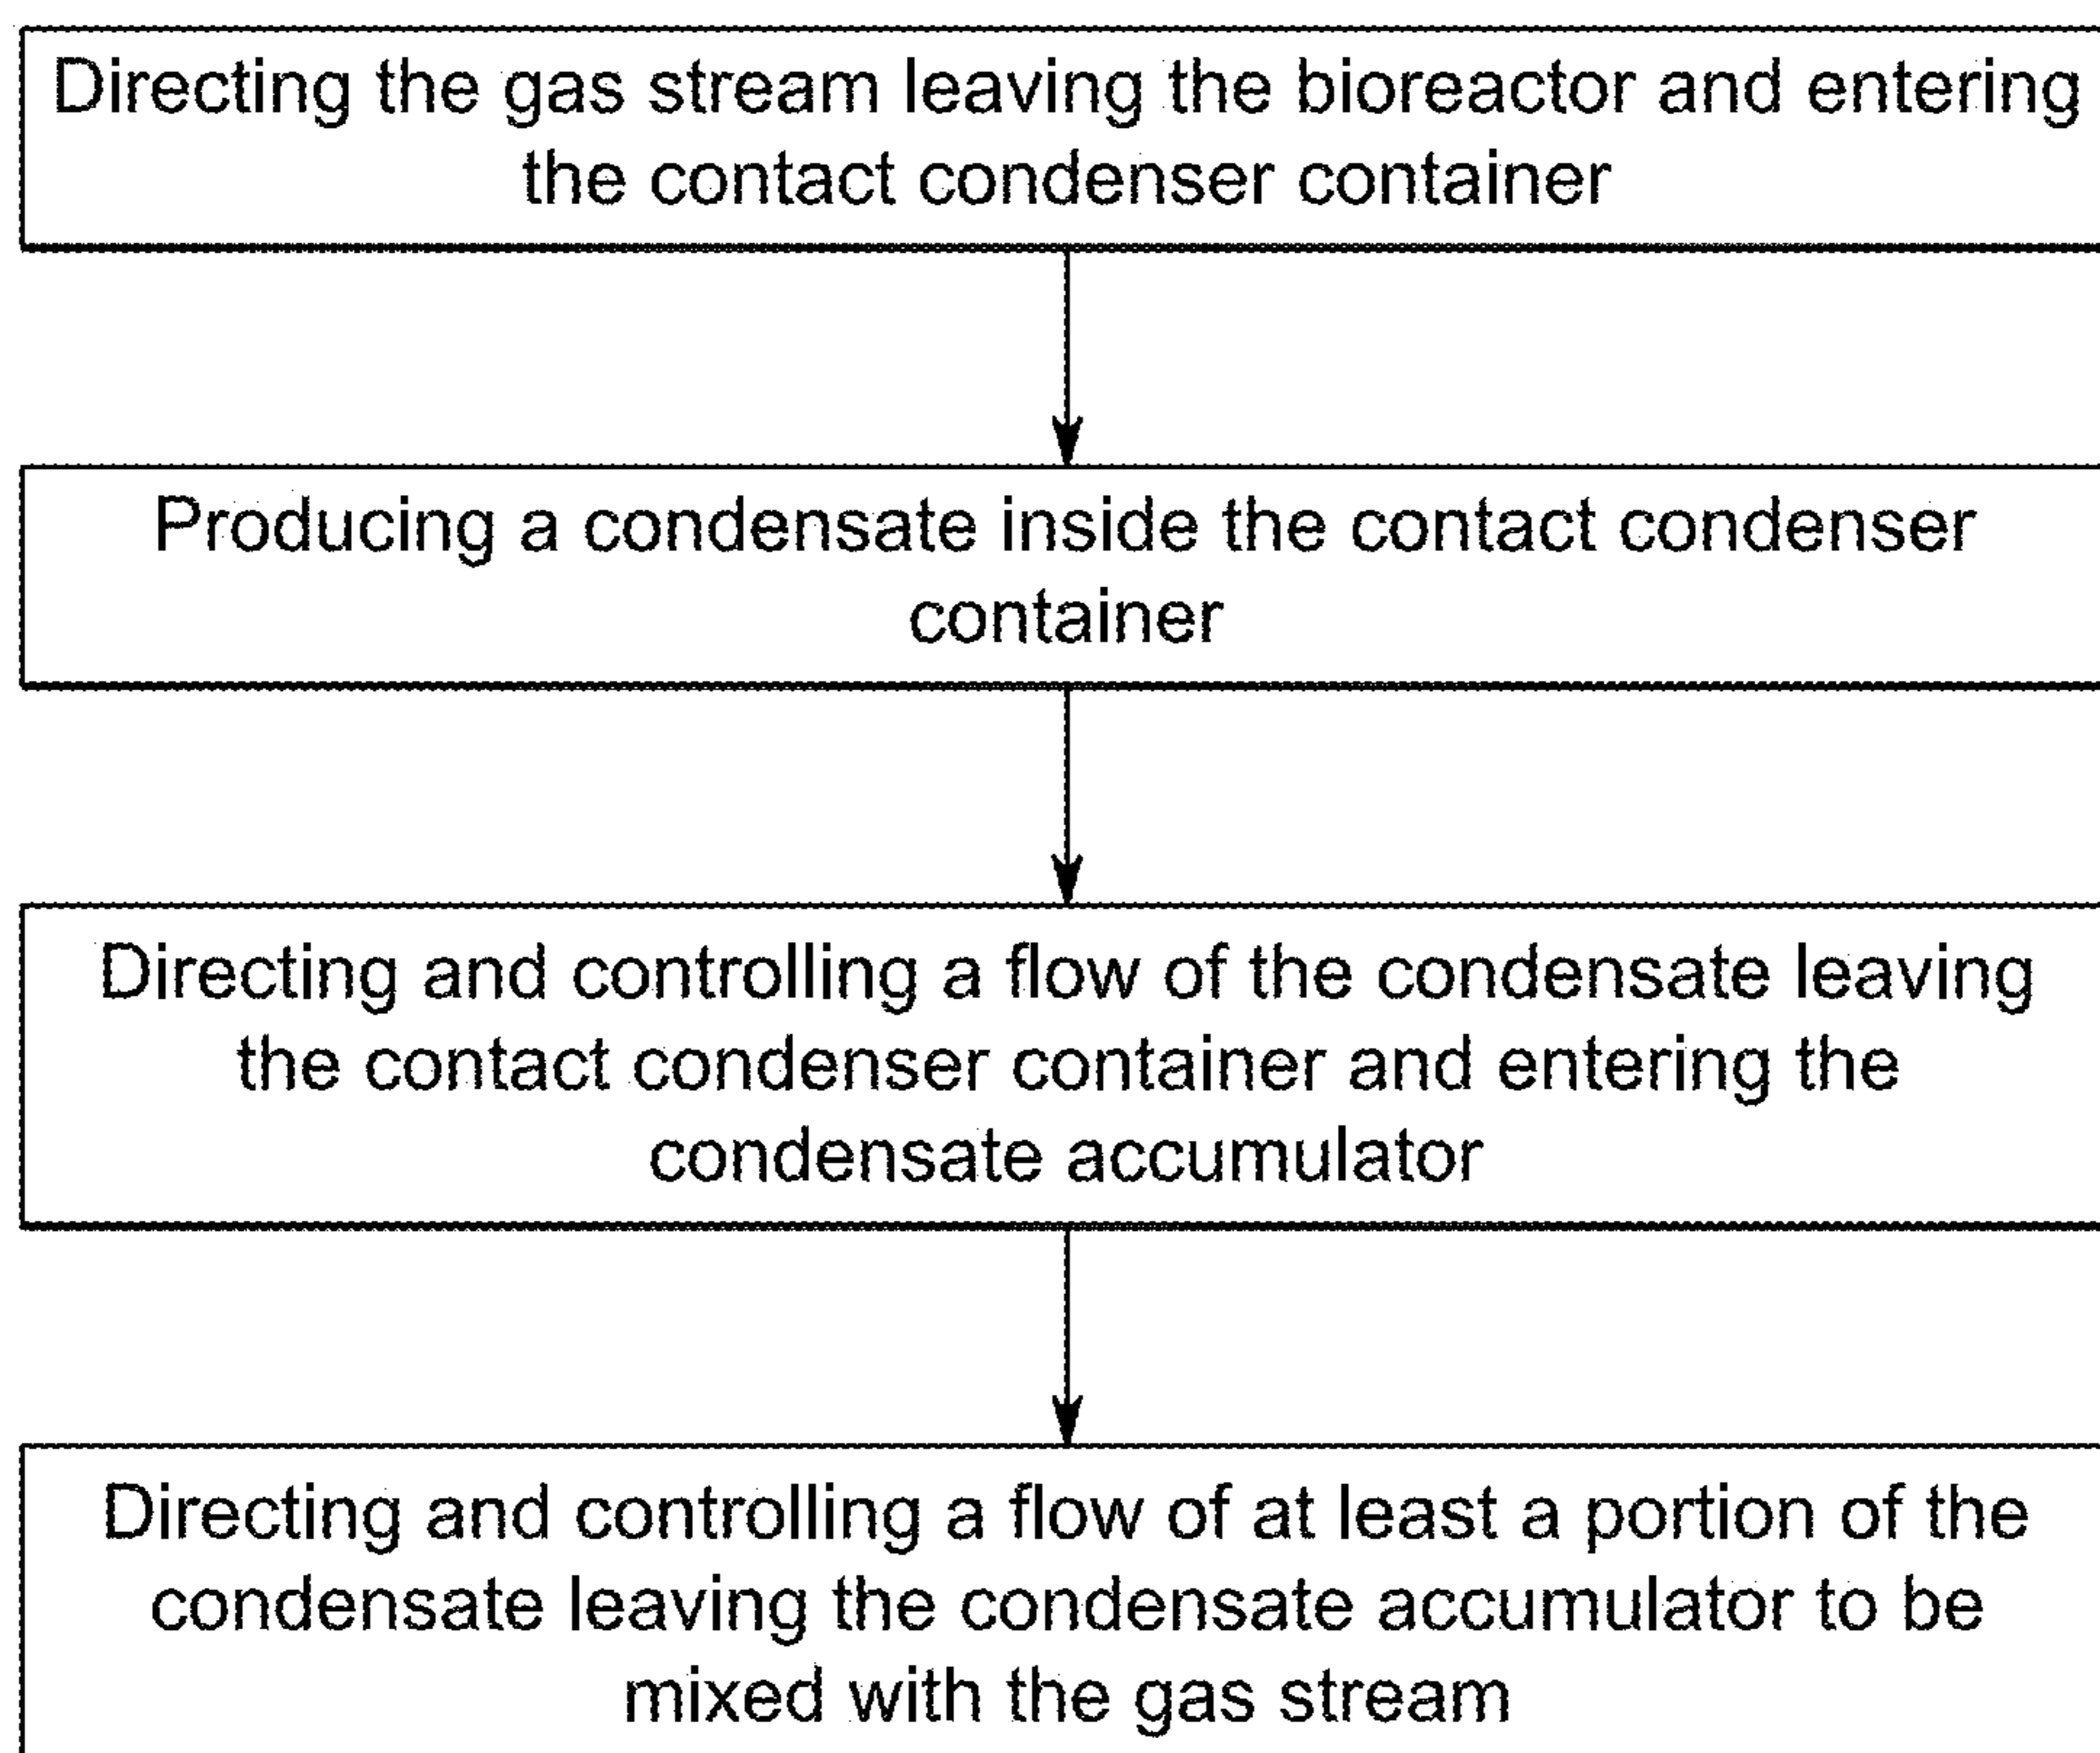 Directing the gas stream leaving the bioreactor and entering
the contact condenser container
Producing a condensate inside the contact condenser
container
Directing and controlling a flow of the condensate leaving
the contact condenser container and entering the
condensate accumulator
Directing and controlling a flow of at least a portion of the
condensate leaving the condensate accumulator to be
mixed with the gas stream